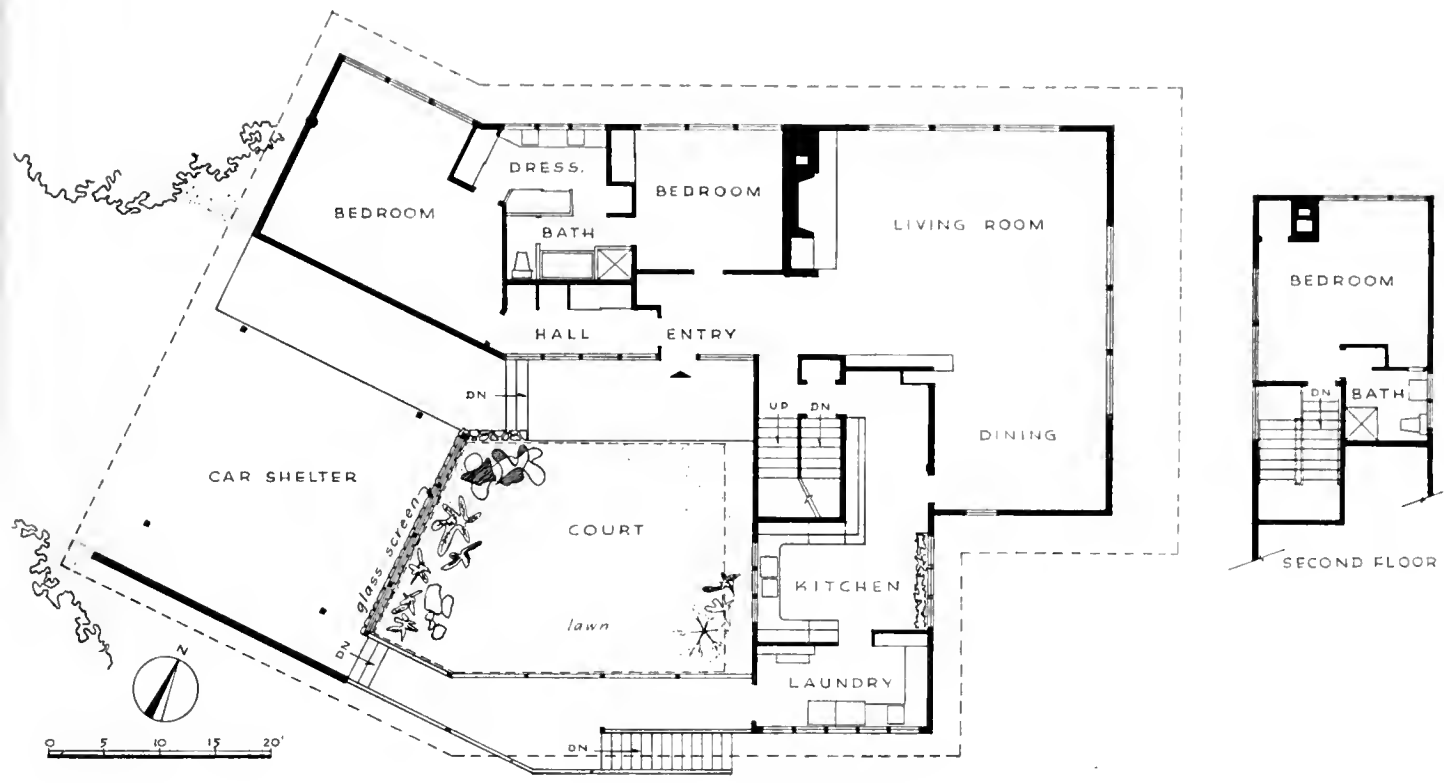 DRESS.
BEDROOM
BEDROOM
BATH
LIVING ROOM
HALL
ENTRY
DN
UP
DN
DINING
CAR SHELTER
glass screen
COURT
lawn
KITCHEN
DN
LAUNDRY
DN
N
0 5 10 15 20'
BEDROOM
DN
BATH
SECOND FLOOR